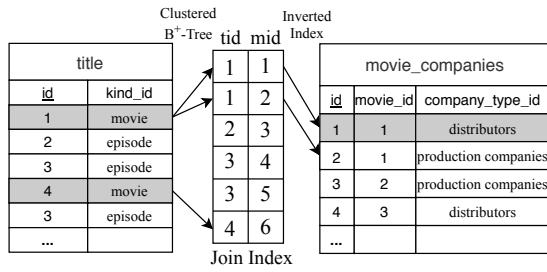 Clustered
B+-Tree
tid mid
Inverted
Index
title
id kind_id
1 movie
2 episode
3 episode
4 movie
3 episode
...
1 1
1 2
2 3
3 4
3 5
4 6
Join Index
movie_companies
id movie_id company_type_id
1 1 distributors
2 1 production companies
3 2 production companies
4 3 distributors
...